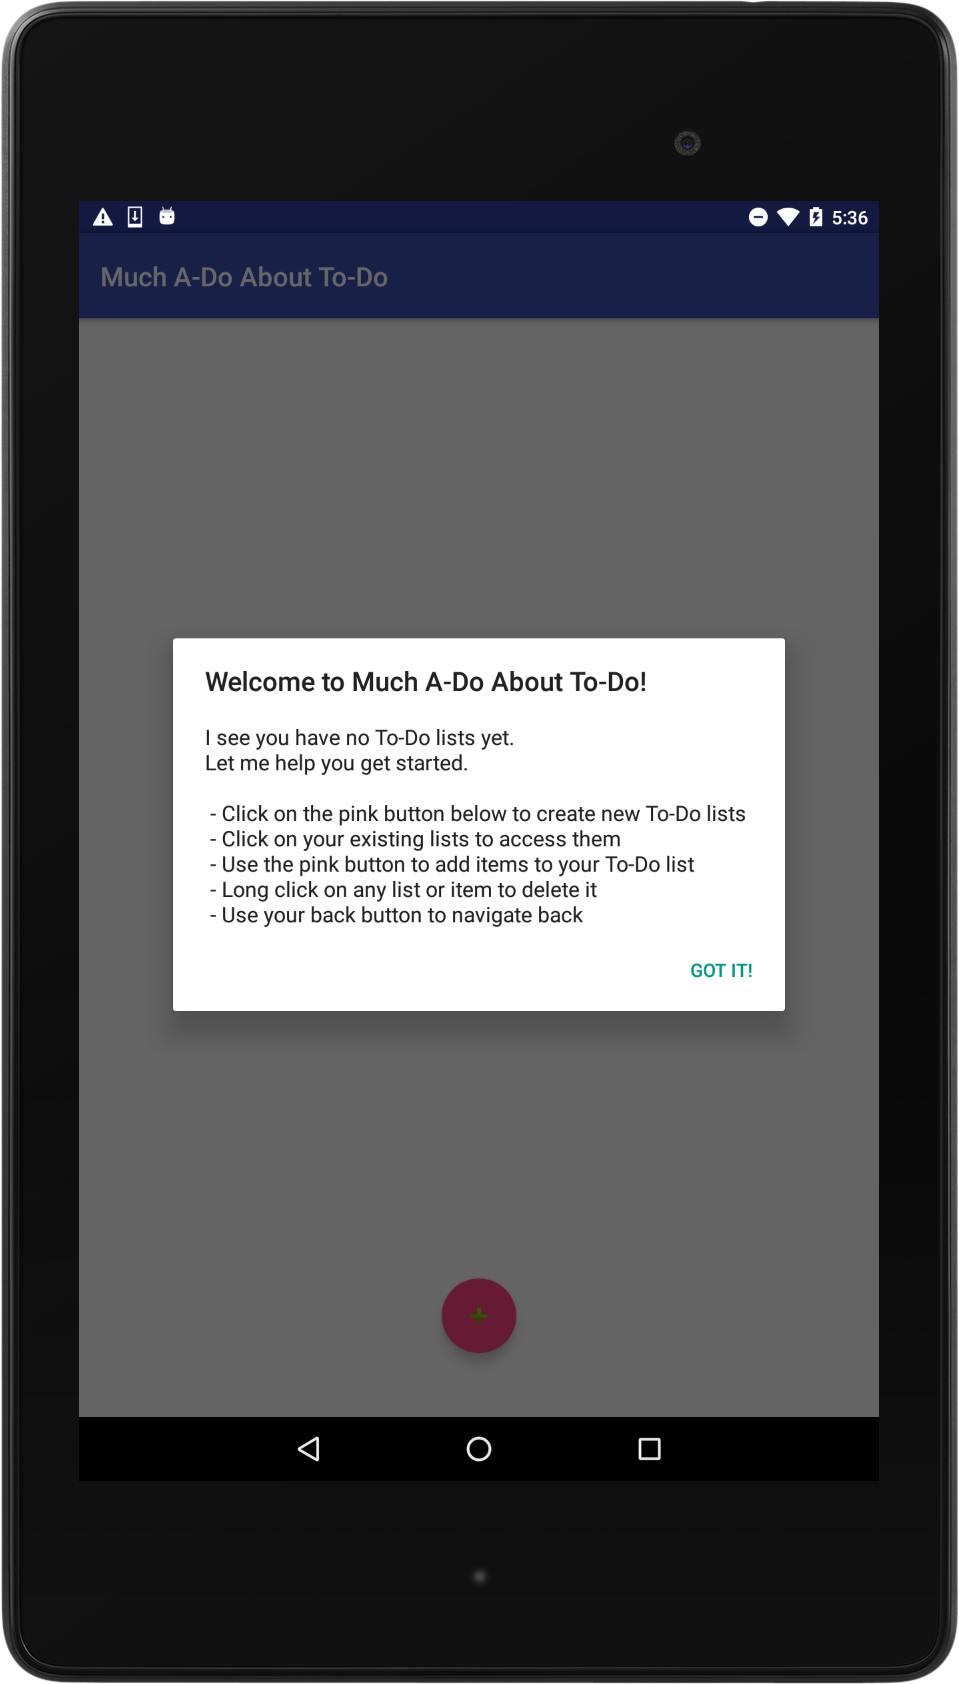 5:36
Much A-Do About To-Do
Welcome to Much A-Do About To-Do!
I see you have no To-Do lists yet.
Let me help you get started.
- Click on the pink button below to create new To-Do lists
- Click on your existing lists to access them
- Use the pink button to add items to your To-Do list
- Long click on any list or item to delete it
- Use your back button to navigate back
GOT IT!